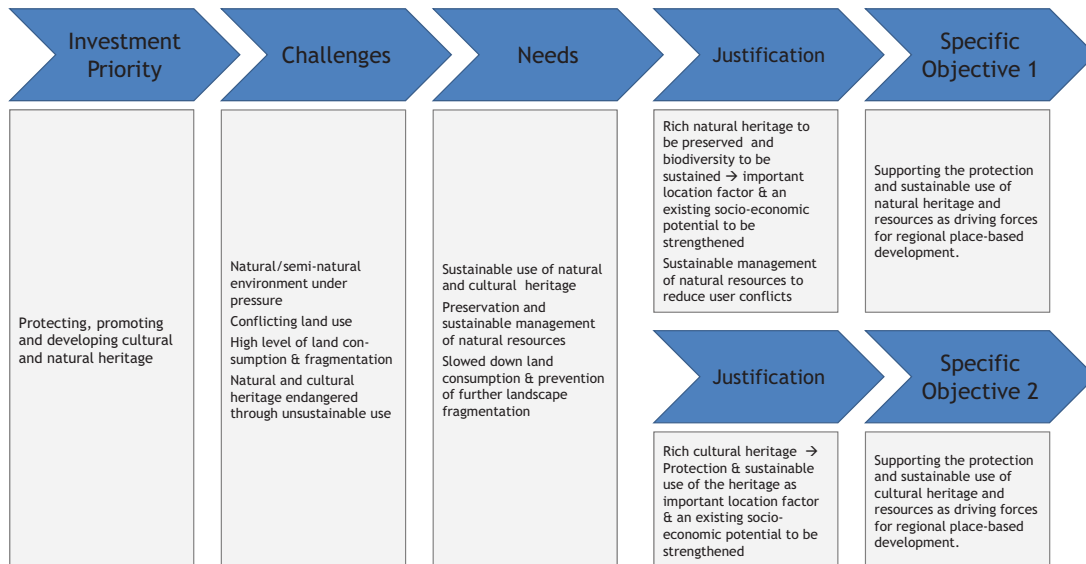 Investment
Priority
Challenges
Needs
Justification
Specific
Objective 1
Protecting, promoting
and developing cultural
and natural heritage
Natural/semi-natural
environment under
pressure
Conflicting land use
High level of land con-
sumption & fragmentation
Natural and cultural
heritage endangered
through unsustainable use
Sustainable use of natural
and cultural heritage
Preservation and
sustainable management
of natural resources
Slowed down land
consumption & prevention
of further landscape
fragmentation
Rich natural heritage to
be preserved and
biodiversity to be
sustained → important
location factor & an
existing socio-economic
potential to be
strengthened
Sustainable management
of natural resources to
reduce user conflicts
Supporting the protection
and sustainable use of
natural heritage and
resources as driving forces
for regional place-based
development.
Justification
Specific
Objective 2
Rich cultural heritage →
Protection & sustainable
use of the heritage as
important location factor
& an existing socio-
economic potential to be
strengthened
Supporting the protection
and sustainable use of
cultural heritage and
resources as driving forces
for regional place-based
development.